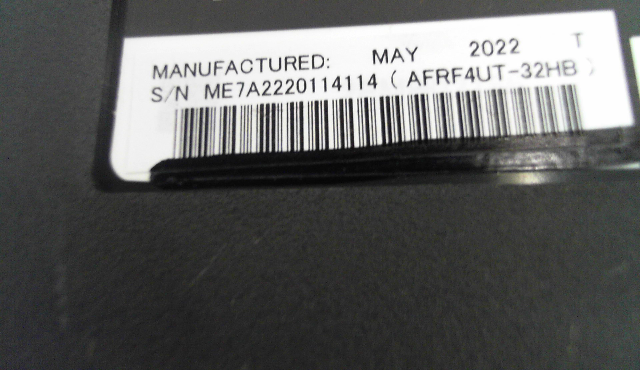 MANUFACTURED: MAY 2022 T
S/N ME7A2220114114 ( AFRF4UT-32HB )